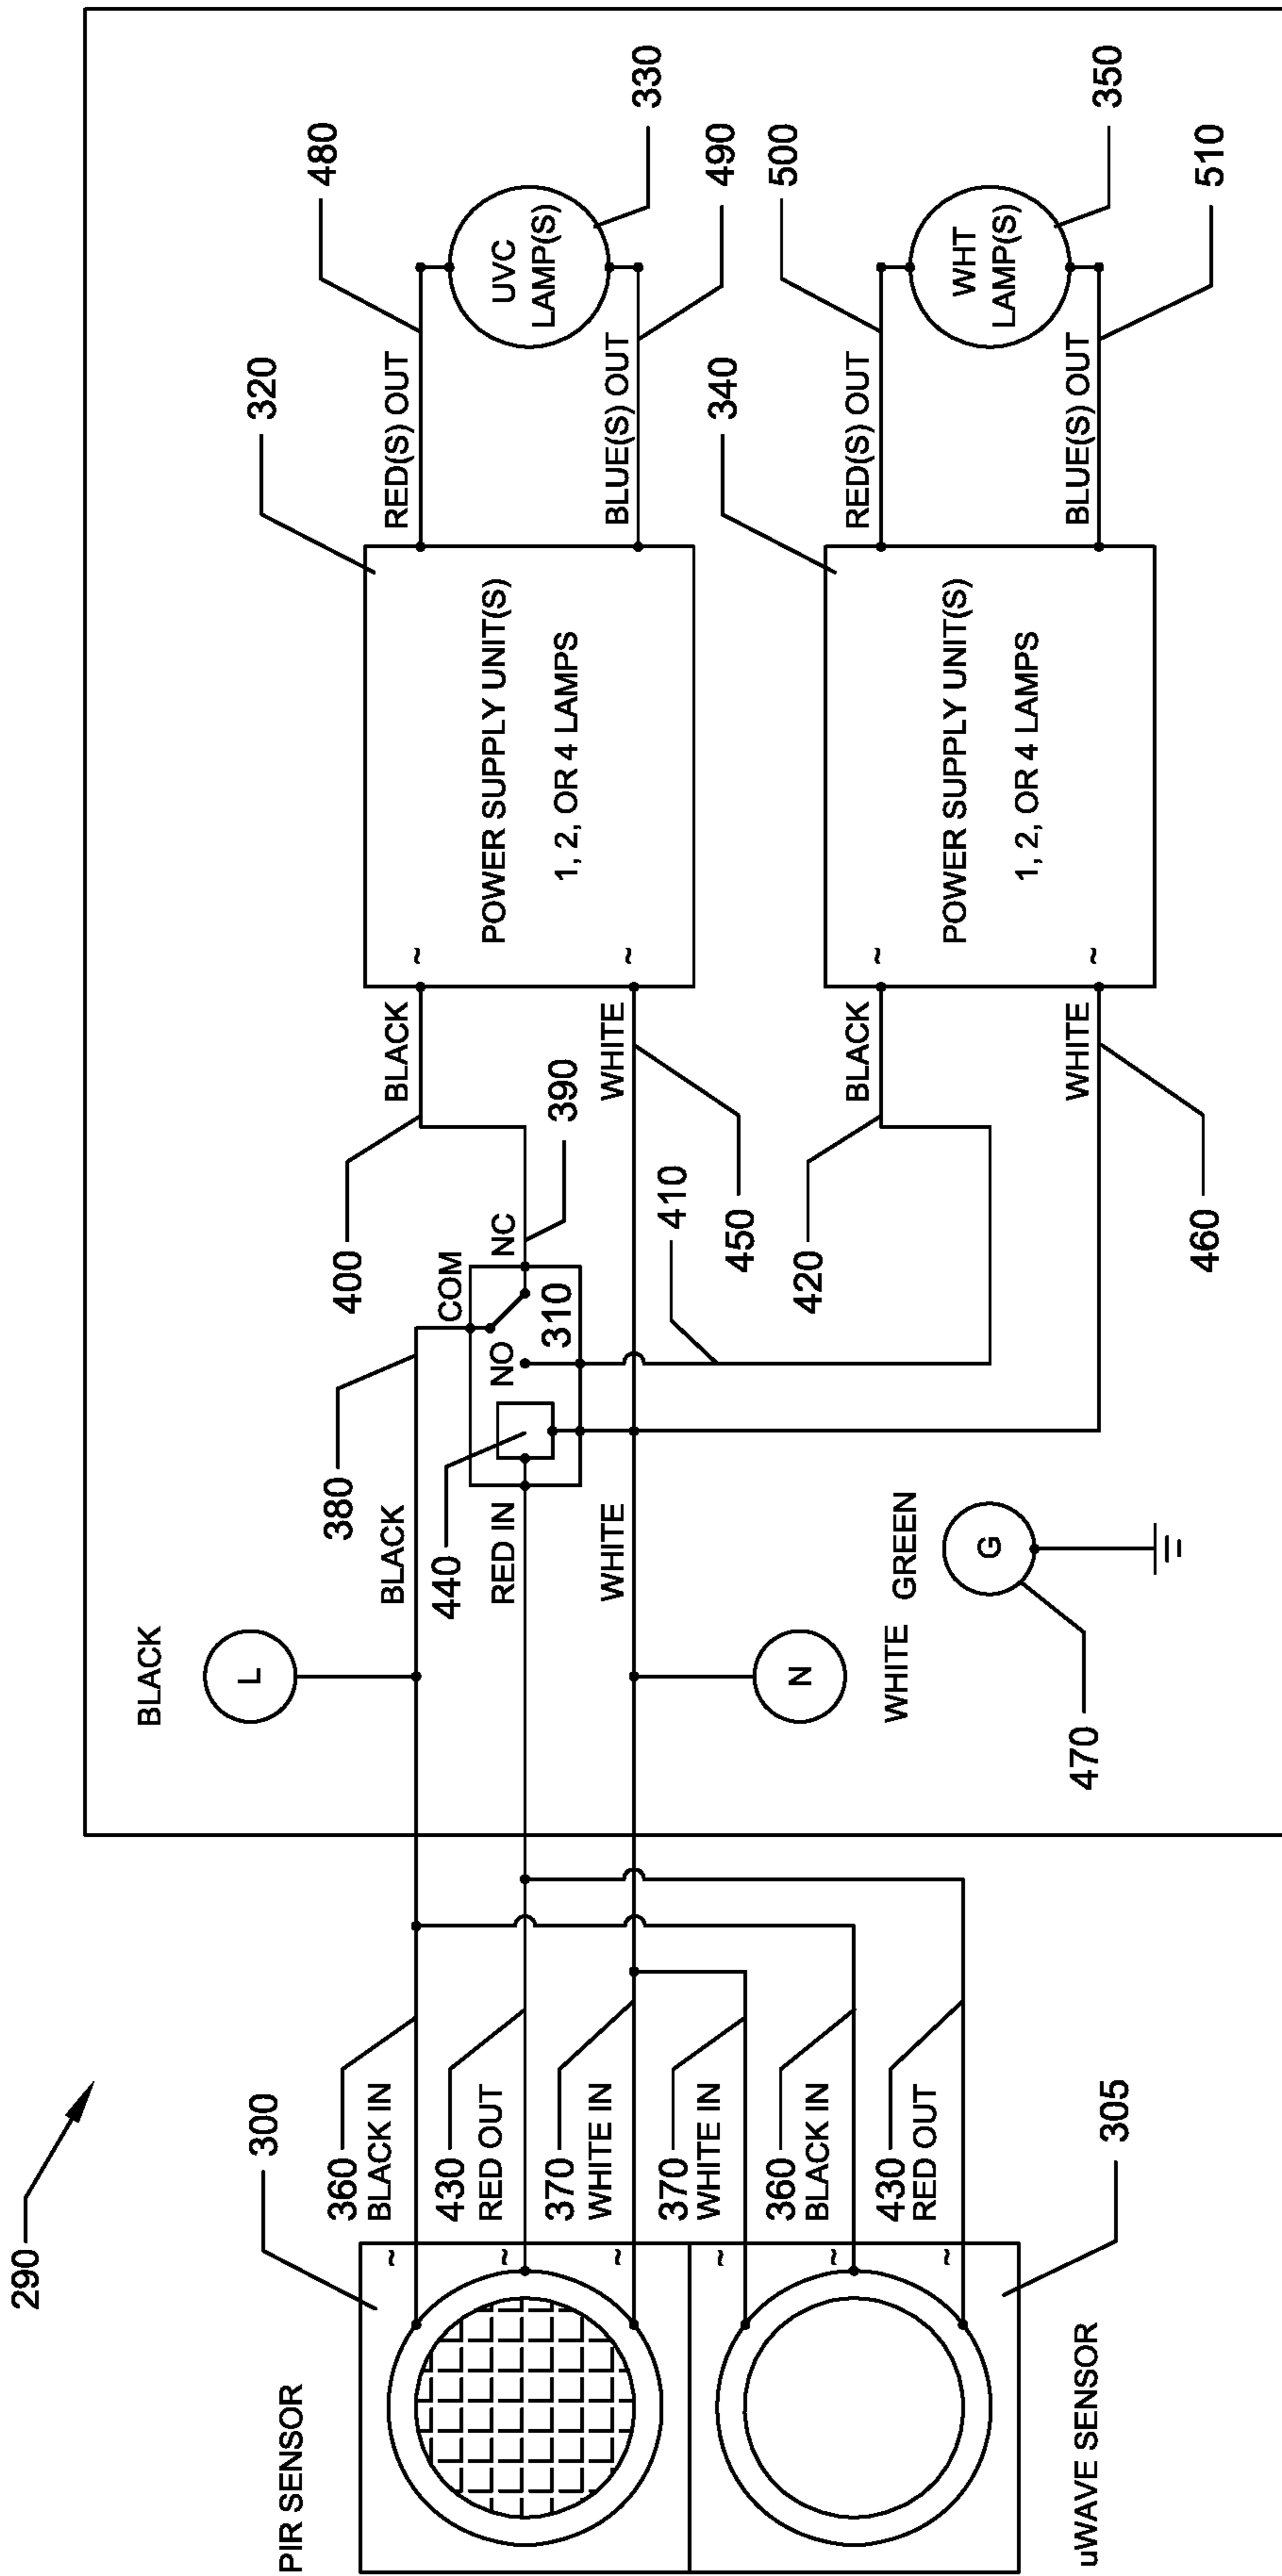 290
PIR SENSOR
300
360
BLACK IN
430
RED OUT
370
WHITE IN
370
WHITE IN
360
BLACK IN
430
RED OUT
305
uWAVE SENSOR
~
~
~
~
~
~
BLACK
L
BLACK
380
440
RED IN
WHITE
N
WHITE
GREEN
G
470
COM
NO
NC
310
390
400
BLACK
WHITE
450
410
420
BLACK
WHITE
460
320
~
~
POWER SUPPLY UNIT(S)
1, 2, OR 4 LAMPS
RED(S) OUT
480
BLUE(S) OUT
490
UVC
LAMP(S)
330
340
~
~
POWER SUPPLY UNIT(S)
1, 2, OR 4 LAMPS
RED(S) OUT
500
BLUE(S) OUT
510
WHT
LAMP(S)
350